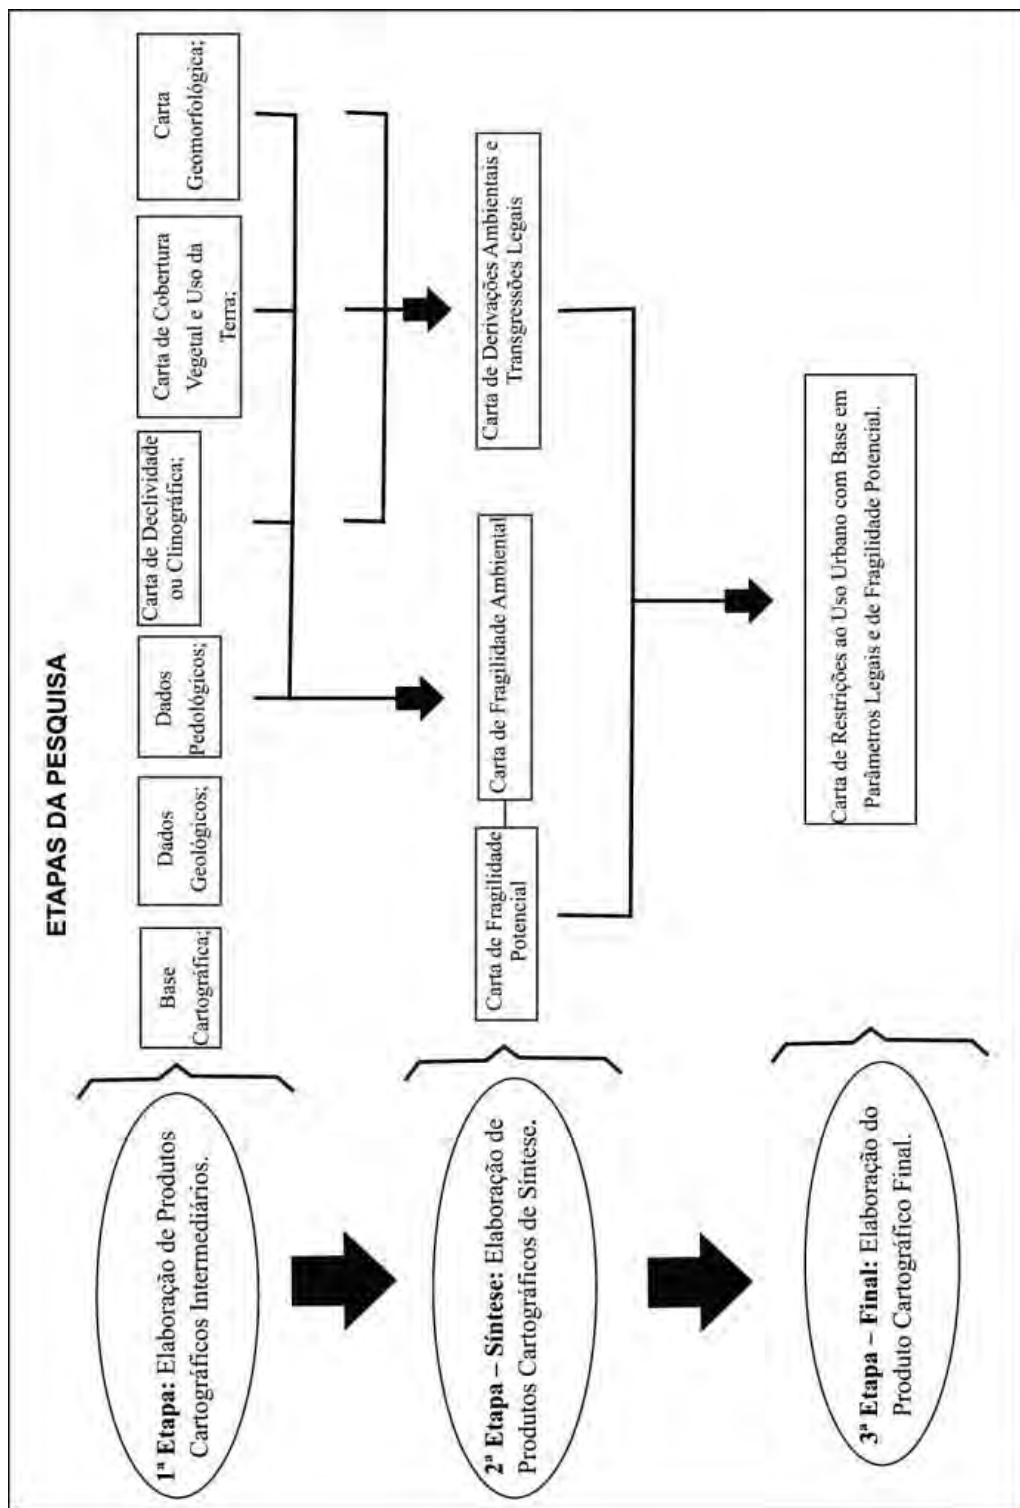 ETAPAS DA PESQUISA
1ª Etapa: Elaboração de Produtos
Cartográficos Intermediários.
Base
Cartográfica;
Dados
Geológicos;
Dados
Pedológicos;
Carta de Declividade
ou Clinográfica;
Carta de Cobertura
Vegetal e Uso da
Terra;
Carta
Geomorfológica;
2ª Etapa – Síntese: Elaboração de
Produtos Cartográficos de Síntese.
Carta de Fragilidade
Potencial
Carta de Fragilidade Ambiental
Carta de Derivações Ambientais e
Transgressões Legais
3ª Etapa – Final: Elaboração do
Produto Cartográfico Final.
Carta de Restrições ao Uso Urbano com Base em
Parâmetros Legais e de Fragilidade Potencial.